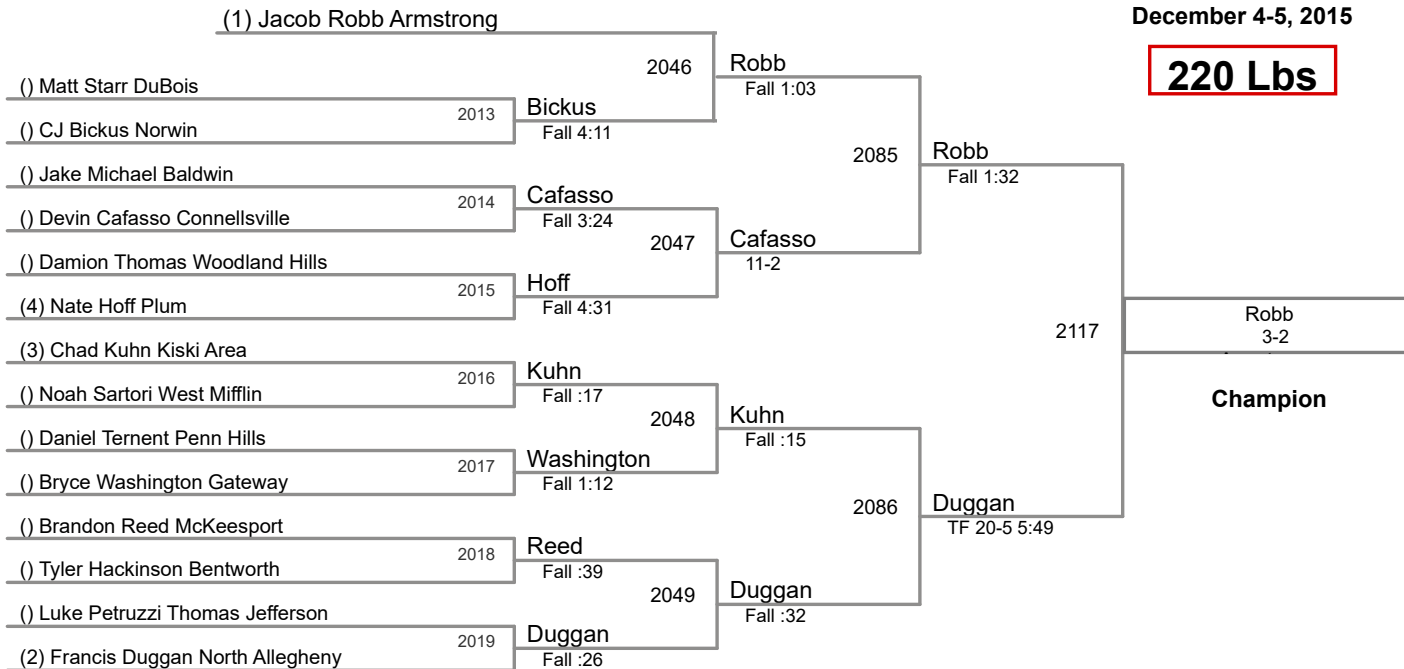 (1) Jacob Robb Armstrong
December 4-5, 2015
220 Lbs
2046
Robb
Fall 1:03
() Matt Starr DuBois
2013
Bickus
Fall 4:11
() CJ Bickus Norwin
2085
Robb
Fall 1:32
() Jake Michael Baldwin
2014
Cafasso
Fall 3:24
() Devin Cafasso Connellsville
2047
Cafasso
11-2
() Damion Thomas Woodland Hills
2015
Hoff
Fall 4:31
(4) Nate Hoff Plum
2117
Robb
3-2
Champion
(3) Chad Kuhn Kiski Area
2016
Kuhn
Fall :17
() Noah Sartori West Mifflin
2048
Kuhn
Fall :15
() Daniel Ternent Penn Hills
2017
Washington
Fall 1:12
() Bryce Washington Gateway
2086
Duggan
TF 20-5 5:49
() Brandon Reed McKeesport
2018
Reed
Fall :39
() Tyler Hackinson Bentworth
2049
Duggan
Fall :32
() Luke Petruzzi Thomas Jefferson
2019
Duggan
Fall :26
(2) Francis Duggan North Allegheny